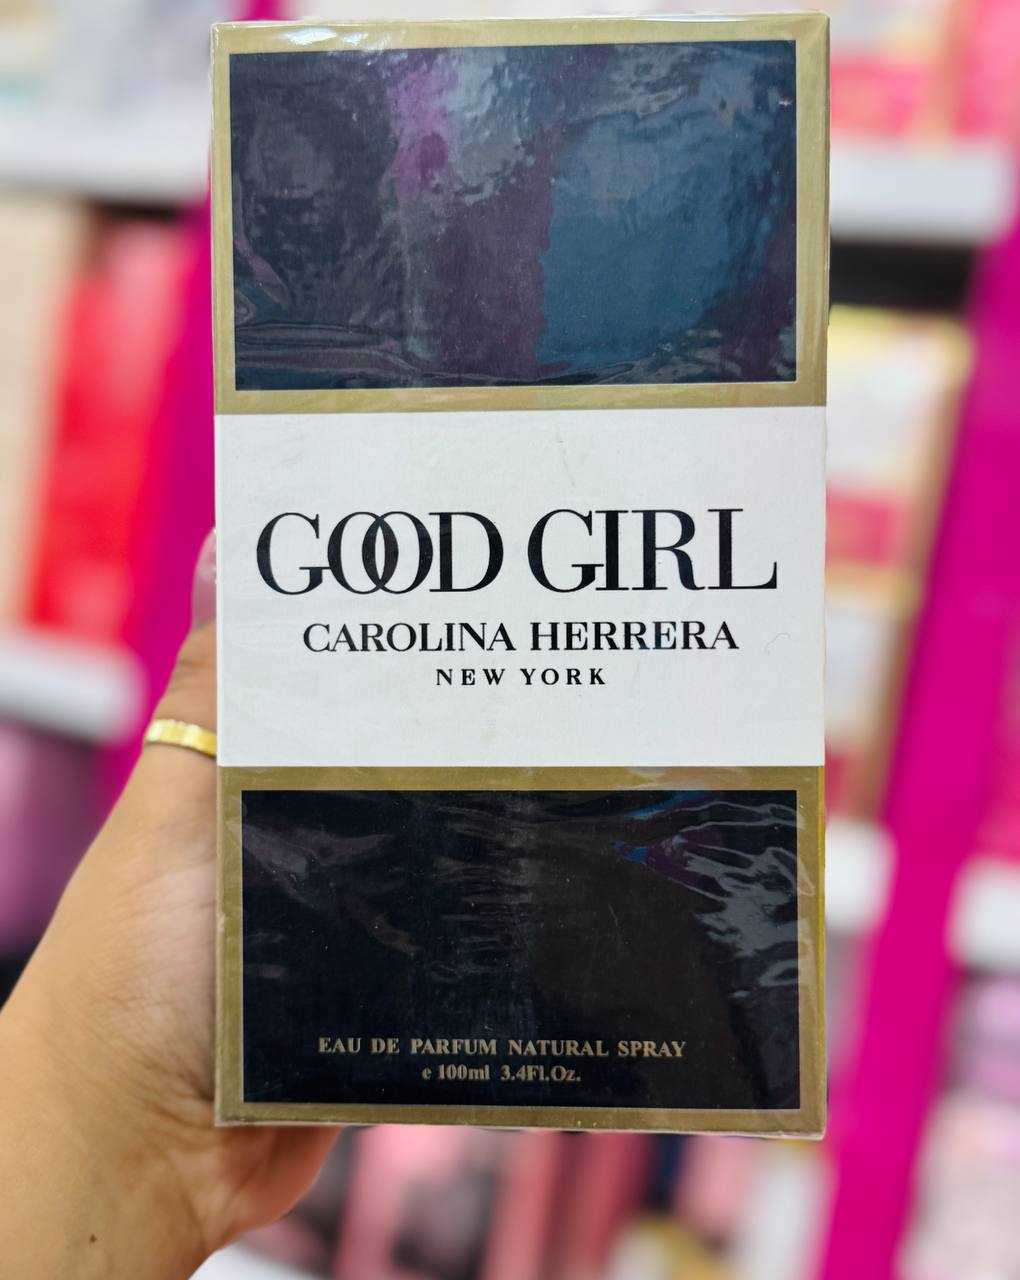 GOOD GIRL
CAROLINA HERRERA
NEW YORK
EAU DE PARFUM NATURAL SPRAY
e 100ml 3.4Fl.Oz.